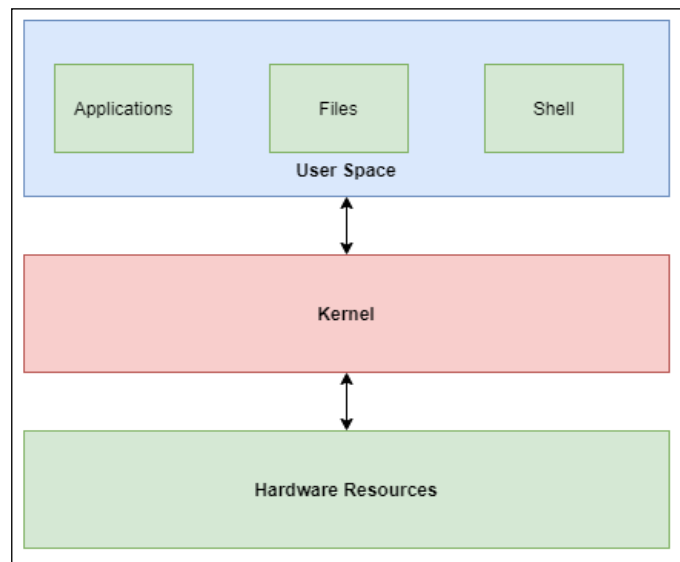 Applications
Files
Shell
User Space
Kernel
Hardware Resources